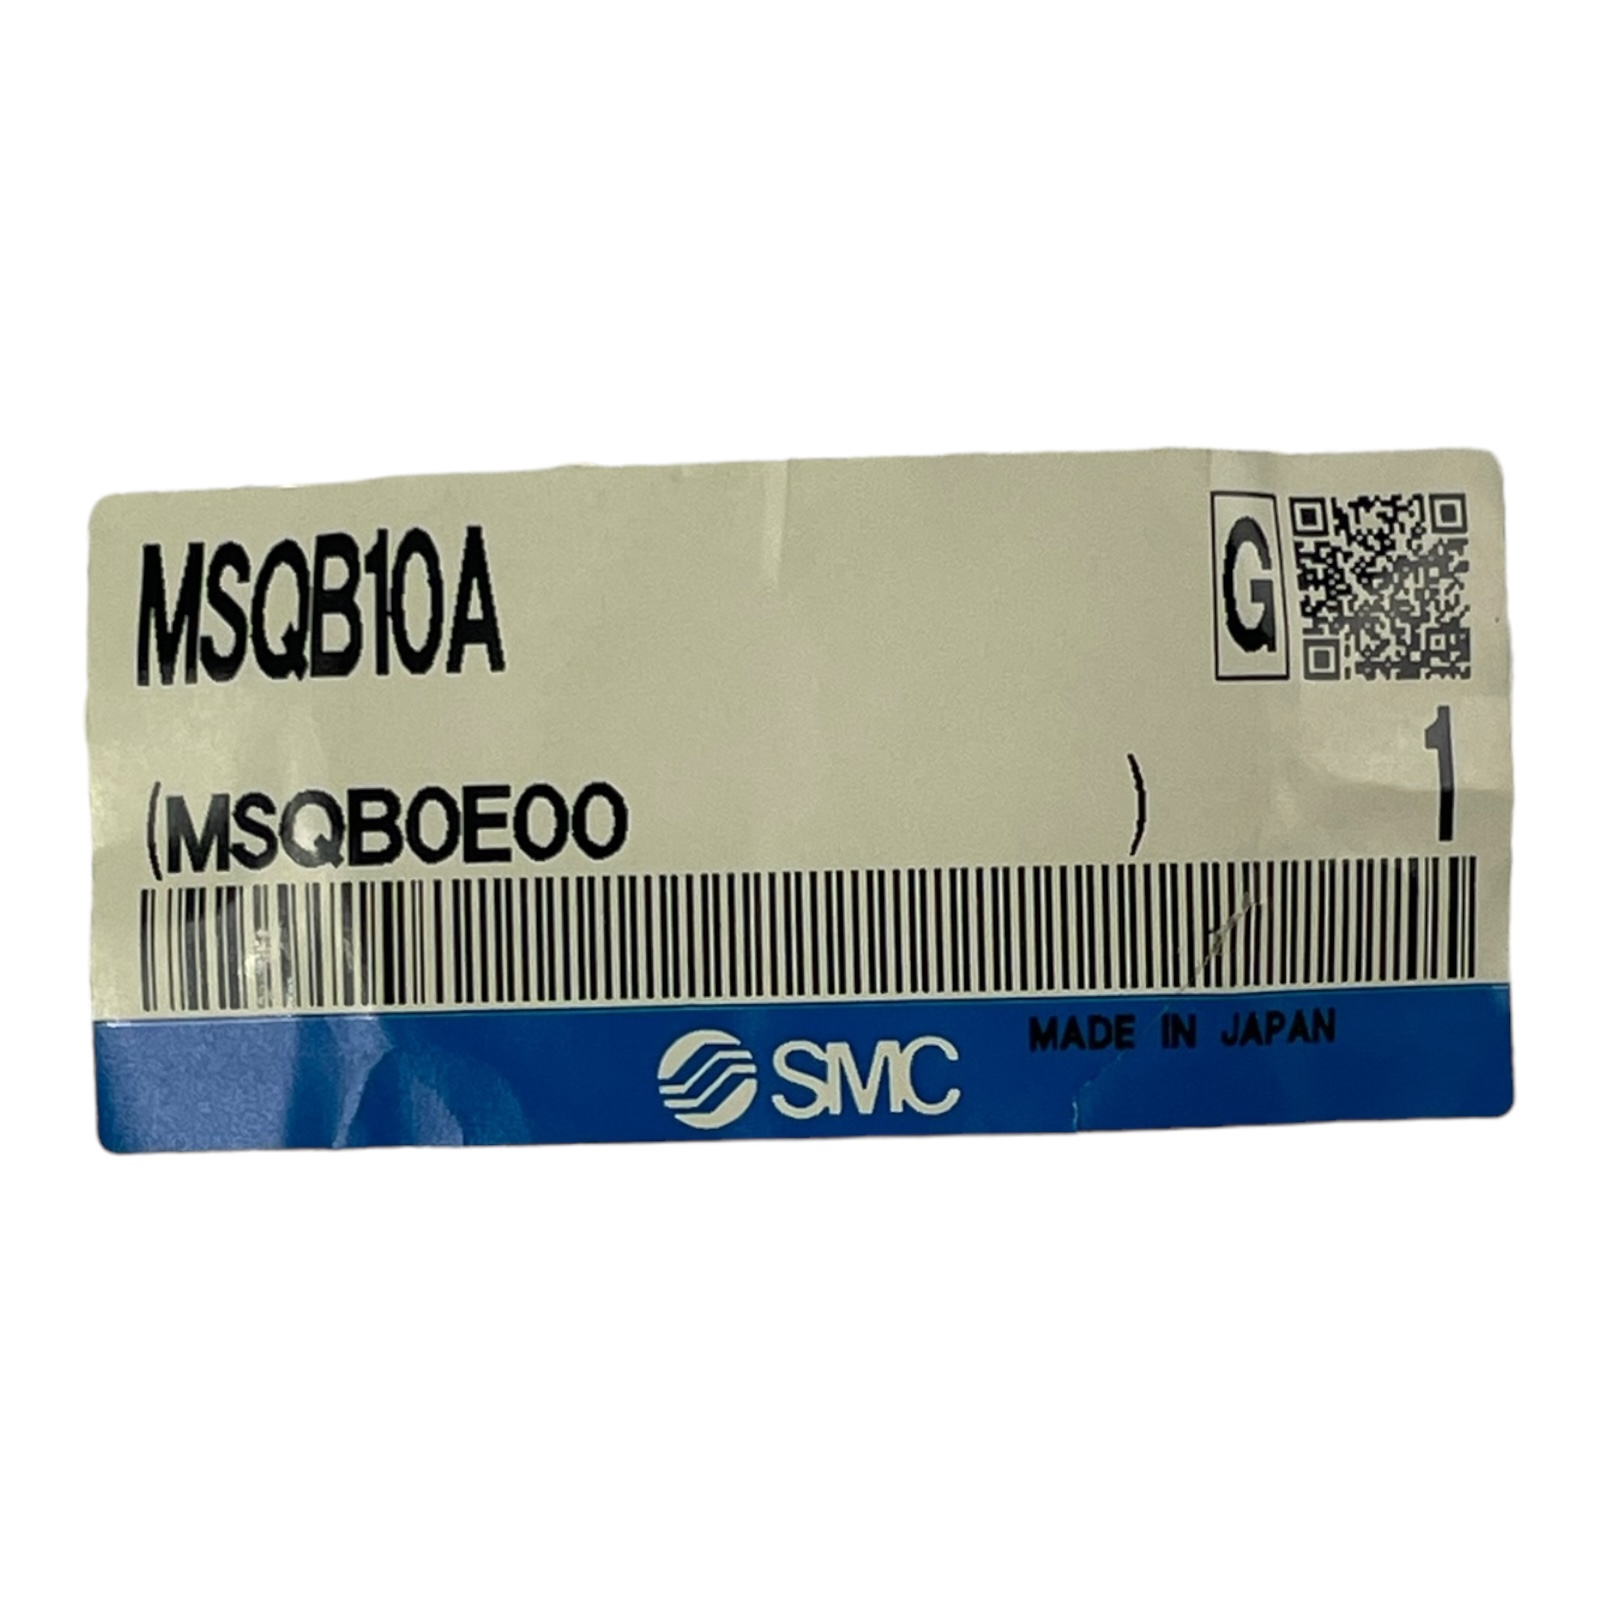 MSQB10A
G
(MSQB0E00 )
1
SMC
MADE IN JAPAN